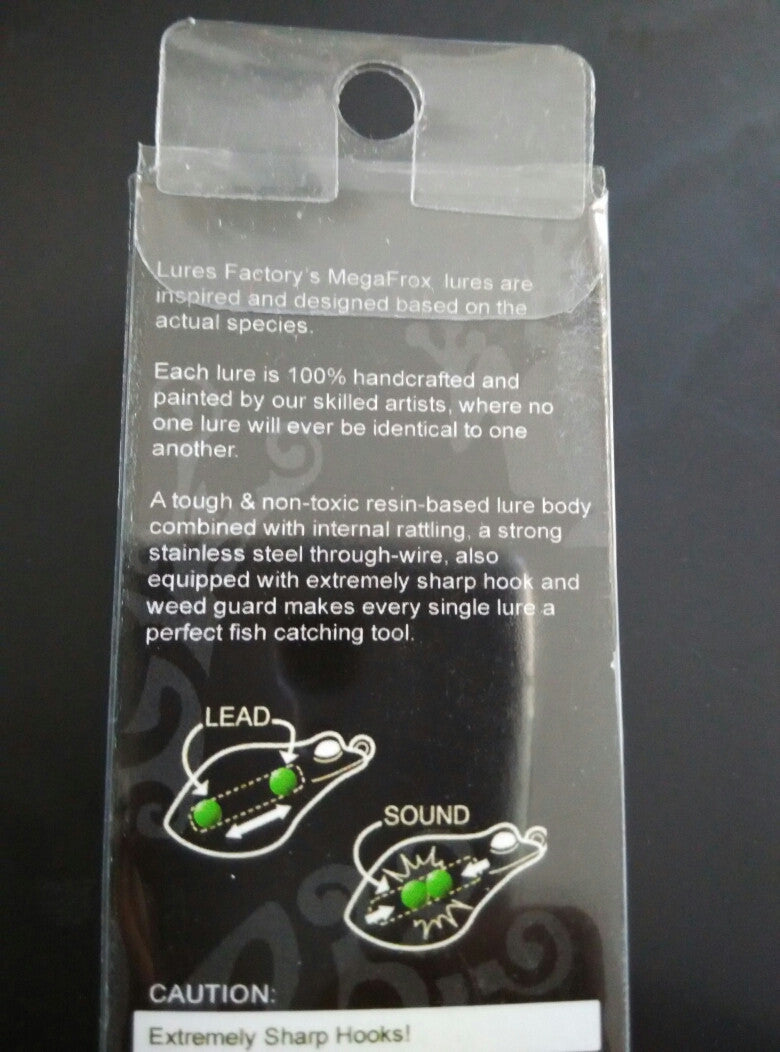 Lures Factory's MegaFrox lures are
inspired and designed based on the
actual species.
Each lure is 100% handcrafted and
painted by our skilled artists, where no
one lure will ever be identical to one
another.
A tough & non-toxic resin-based lure body
combined with internal rattling, a strong
stainless steel through-wire, also
equipped with extremely sharp hook and
weed guard makes every single lure a
perfect fish catching tool.
LEAD
SOUND
CAUTION:
Extremely Sharp Hooks!